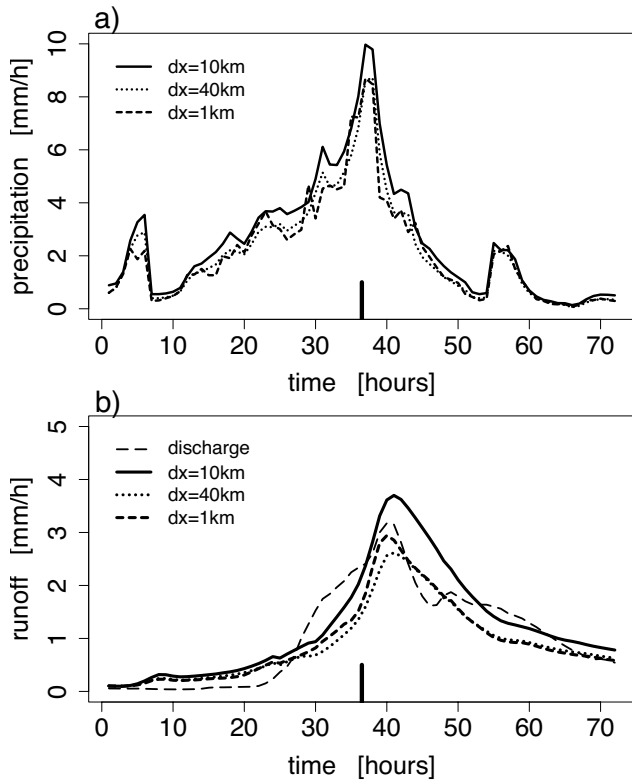 a)
precipitation [mm/h]
10
8
6
4
2
0
dx=10km
dx=40km
dx=1km
0 10 20 30 40 50 60 70
time [hours]
b)
runoff [mm/h]
5
4
3
2
1
0
discharge
dx=10km
dx=40km
dx=1km
0 10 20 30 40 50 60 70
time [hours]